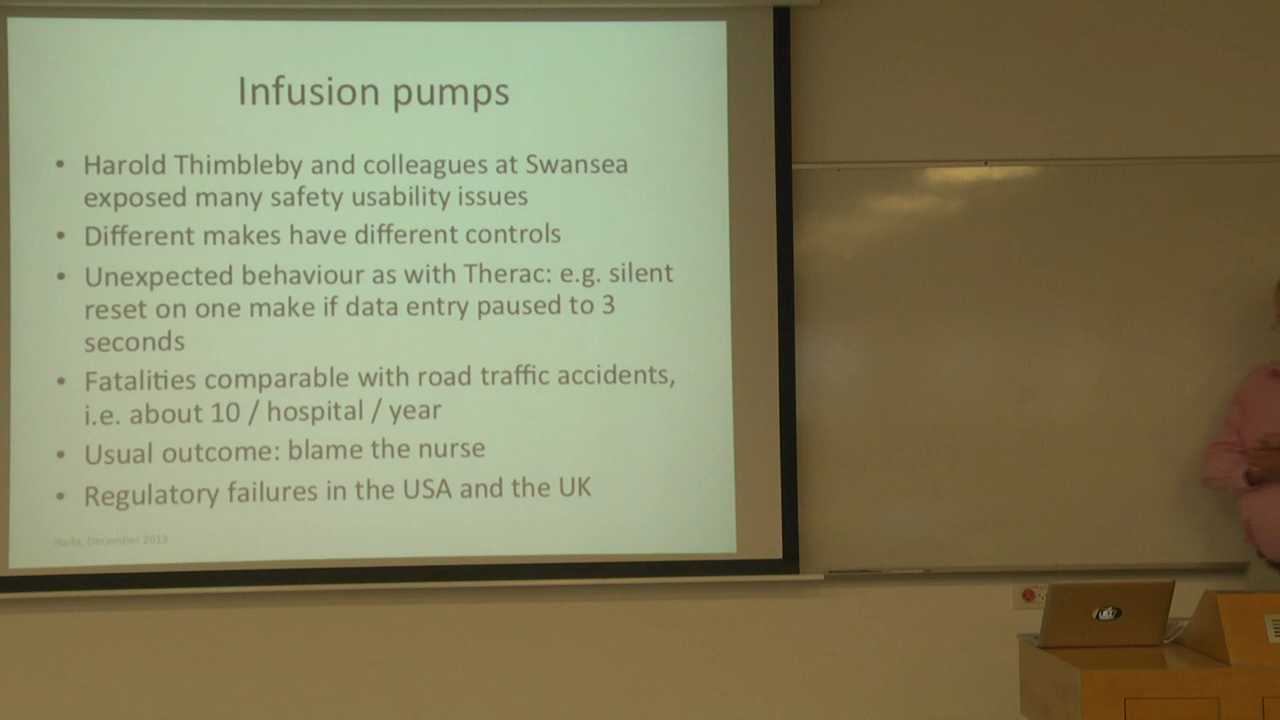 Infusion pumps
• Harold Thimbleby and colleagues at Swansea
exposed many safety usability issues
• Different makes have different controls
• Unexpected behaviour as with Therac: e.g. silent
reset on one make if data entry paused to 3
seconds
• Fatalities comparable with road traffic accidents,
i.e. about 10 / hospital / year
• Usual outcome: blame the nurse
• Regulatory failures in the USA and the UK
Haifa, December 2013